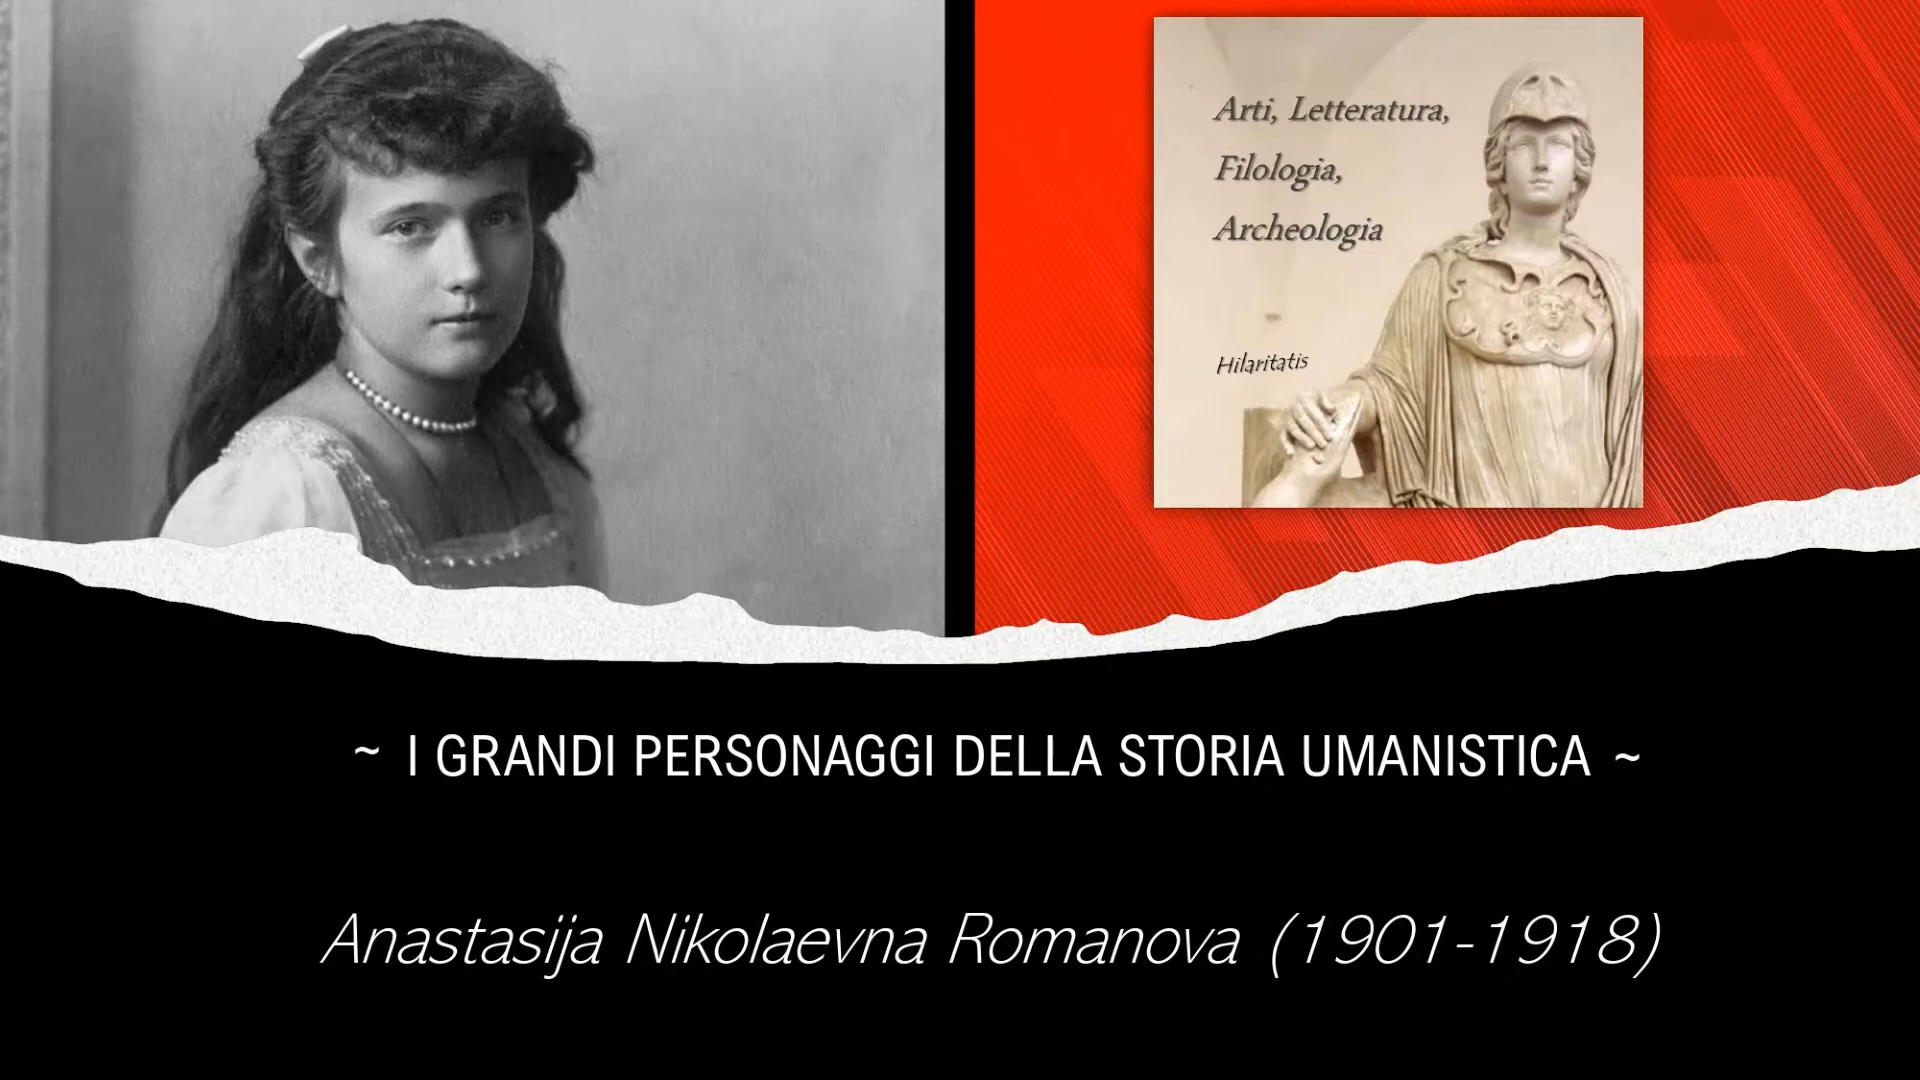 Arti, Letteratura,
Filologia,
Archeologia
Hilaritatis
~ I GRANDI PERSONAGGI DELLA STORIA UMANISTICA ~
Anastasija Nikolaevna Romanova (1901-1918)